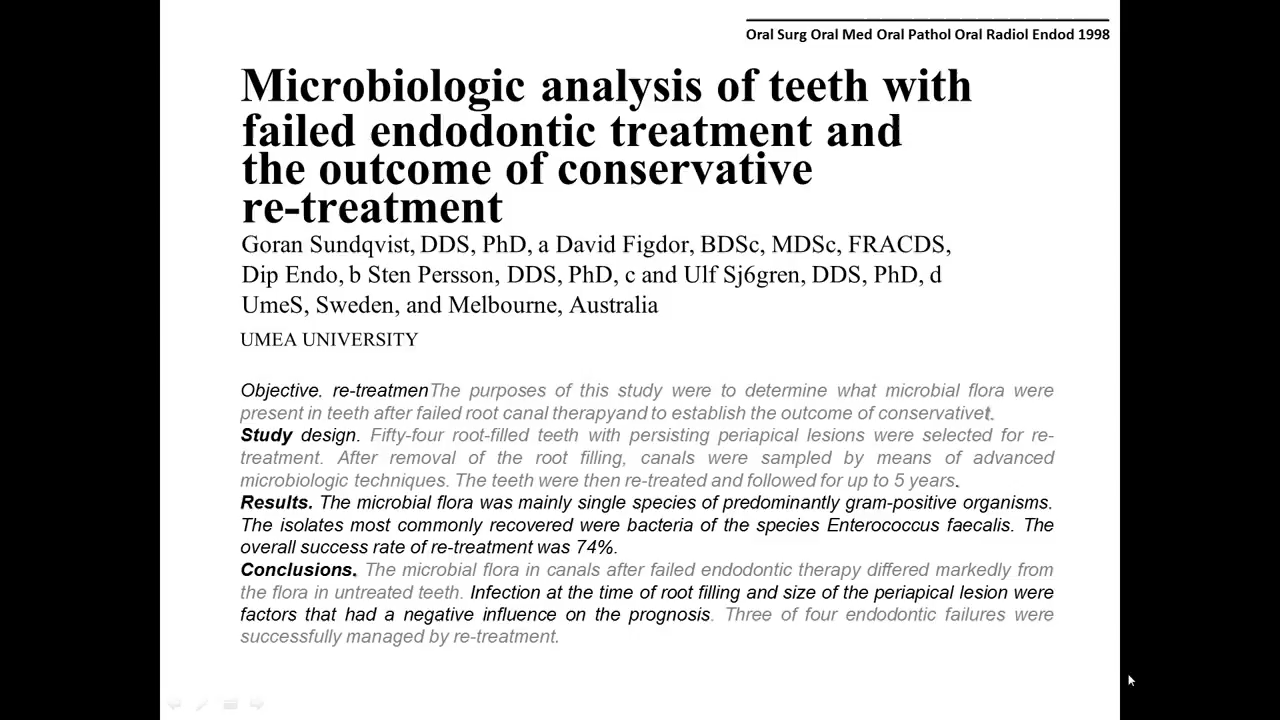 Oral Surg Oral Med Oral Pathol Oral Radiol Endod 1998
Microbiologic analysis of teeth with
failed endodontic treatment and
the outcome of conservative
re-treatment
Goran Sundqvist, DDS, PhD, a David Figdor, BDSc, MDSc, FRACDS,
Dip Endo, b Sten Persson, DDS, PhD, c and Ulf Sj6gren, DDS, PhD, d
UmeS, Sweden, and Melbourne, Australia
UMEA UNIVERSITY
Objective. re-treatmenThe purposes of this study were to determine what microbial flora were
present in teeth after failed root canal therapyand to establish the outcome of conservativet.
Study design. Fifty-four root-filled teeth with persisting periapical lesions were selected for re-
treatment. After removal of the root filling, canals were sampled by means of advanced
microbiologic techniques. The teeth were then re-treated and followed for up to 5 years.
Results. The microbial flora was mainly single species of predominantly gram-positive organisms.
The isolates most commonly recovered were bacteria of the species Enterococcus faecalis. The
overall success rate of re-treatment was 74%.
Conclusions. The microbial flora in canals after failed endodontic therapy differed markedly from
the flora in untreated teeth. Infection at the time of root filling and size of the periapical lesion were
factors that had a negative influence on the prognosis. Three of four endodontic failures were
successfully managed by re-treatment.